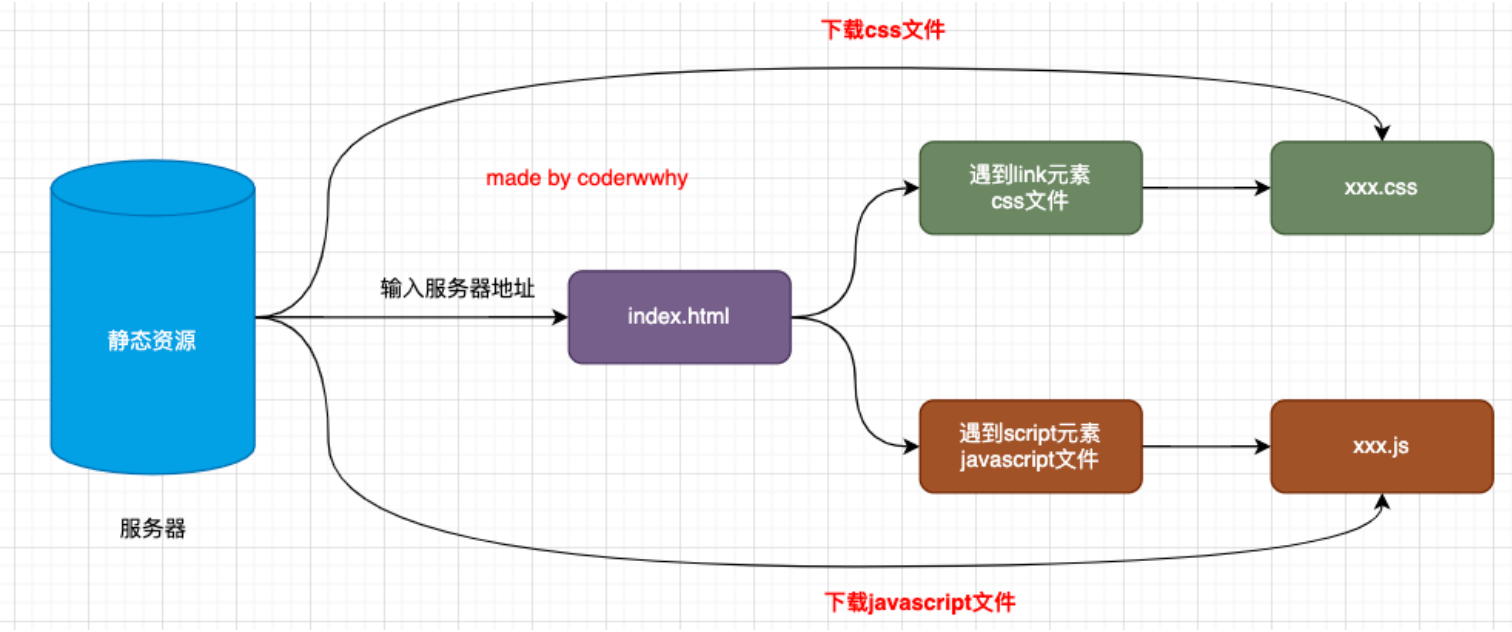 下载css文件
made by coderwwhy
遇到link元素
css文件
xxx.css
输入服务器地址
index.html
静态资源
遇到script元素
javascript文件
xxx.js
服务器
下载javascript文件